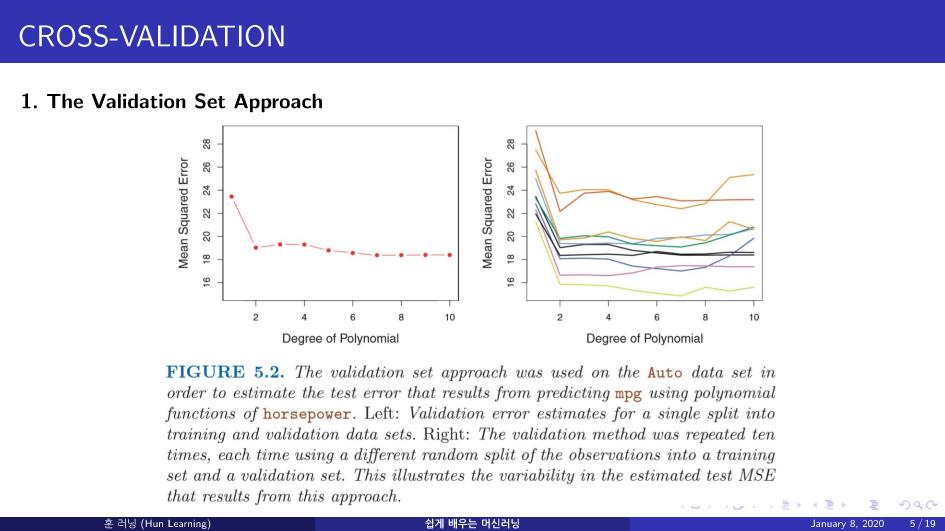 CROSS-VALIDATION
1. The Validation Set Approach
Mean Squared Error
28
26
24
22
20
18
16
2
4
6
8
10
Degree of Polynomial
Mean Squared Error
28
26
24
22
20
18
16
2
4
6
8
10
Degree of Polynomial
FIGURE 5.2. The validation set approach was used on the Auto data set in
order to estimate the test error that results from predicting mpg using polynomial
functions of horsepower. Left: Validation error estimates for a single split into
training and validation data sets. Right: The validation method was repeated ten
times, each time using a different random split of the observations into a training
set and a validation set. This illustrates the variability in the estimated test MSE
that results from this approach.
훈 러닝 (Hun Learning)
쉽게 배우는 머신러닝
January 8, 2020
5 / 19